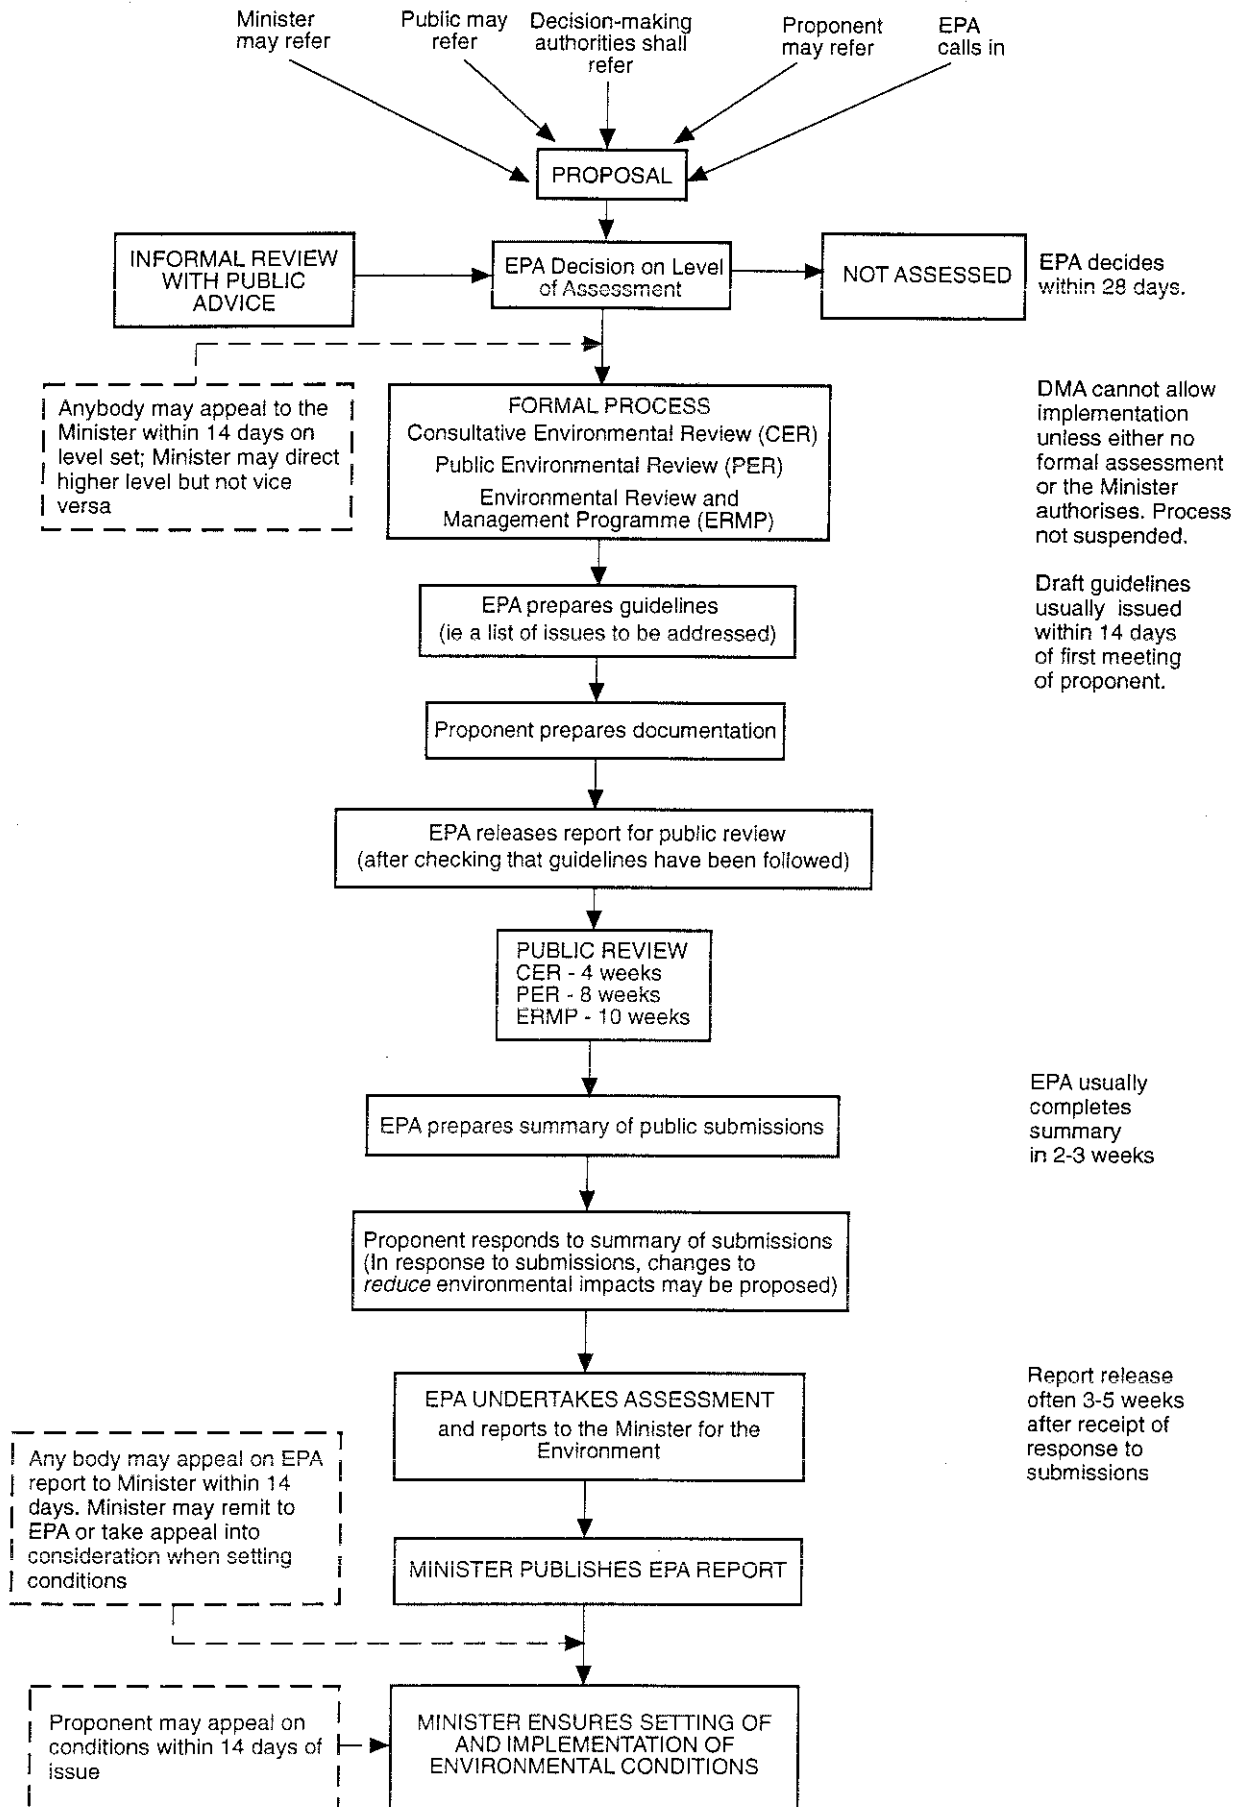 Minister
may refer
Public may
refer
Decision-making
authorities shall
refer
Proponent
may refer
EPA
calls in
PROPOSAL
INFORMAL REVIEW
WITH PUBLIC
ADVICE
EPA Decision on Level
of Assessment
NOT ASSESSED
EPA decides
within 28 days.
Anybody may appeal to the
Minister within 14 days on
level set; Minister may direct
higher level but not vice
versa
FORMAL PROCESS
Consultative Environmental Review (CER)
Public Environmental Review (PER)
Environmental Review and
Management Programme (ERMP)
DMA cannot allow
implementation
unless either no
formal assessment
or the Minister
authorises. Process
not suspended.
EPA prepares guidelines
(ie a list of issues to be addressed)
Draft guidelines
usually issued
within 14 days
of first meeting
of proponent.
Proponent prepares documentation
EPA releases report for public review
(after checking that guidelines have been followed)
PUBLIC REVIEW
CER - 4 weeks
PER - 8 weeks
ERMP - 10 weeks
EPA prepares summary of public submissions
EPA usually
completes
summary
in 2-3 weeks
Proponent responds to summary of submissions
(In response to submissions, changes to
reduce environmental impacts may be proposed)
EPA UNDERTAKES ASSESSMENT
and reports to the Minister for the
Environment
Report release
often 3-5 weeks
after receipt of
response to
submissions
Any body may appeal on EPA
report to Minister within 14
days. Minister may remit to
EPA or take appeal into
consideration when setting
conditions
MINISTER PUBLISHES EPA REPORT
Proponent may appeal on
conditions within 14 days of
issue
MINISTER ENSURES SETTING OF
AND IMPLEMENTATION OF
ENVIRONMENTAL CONDITIONS